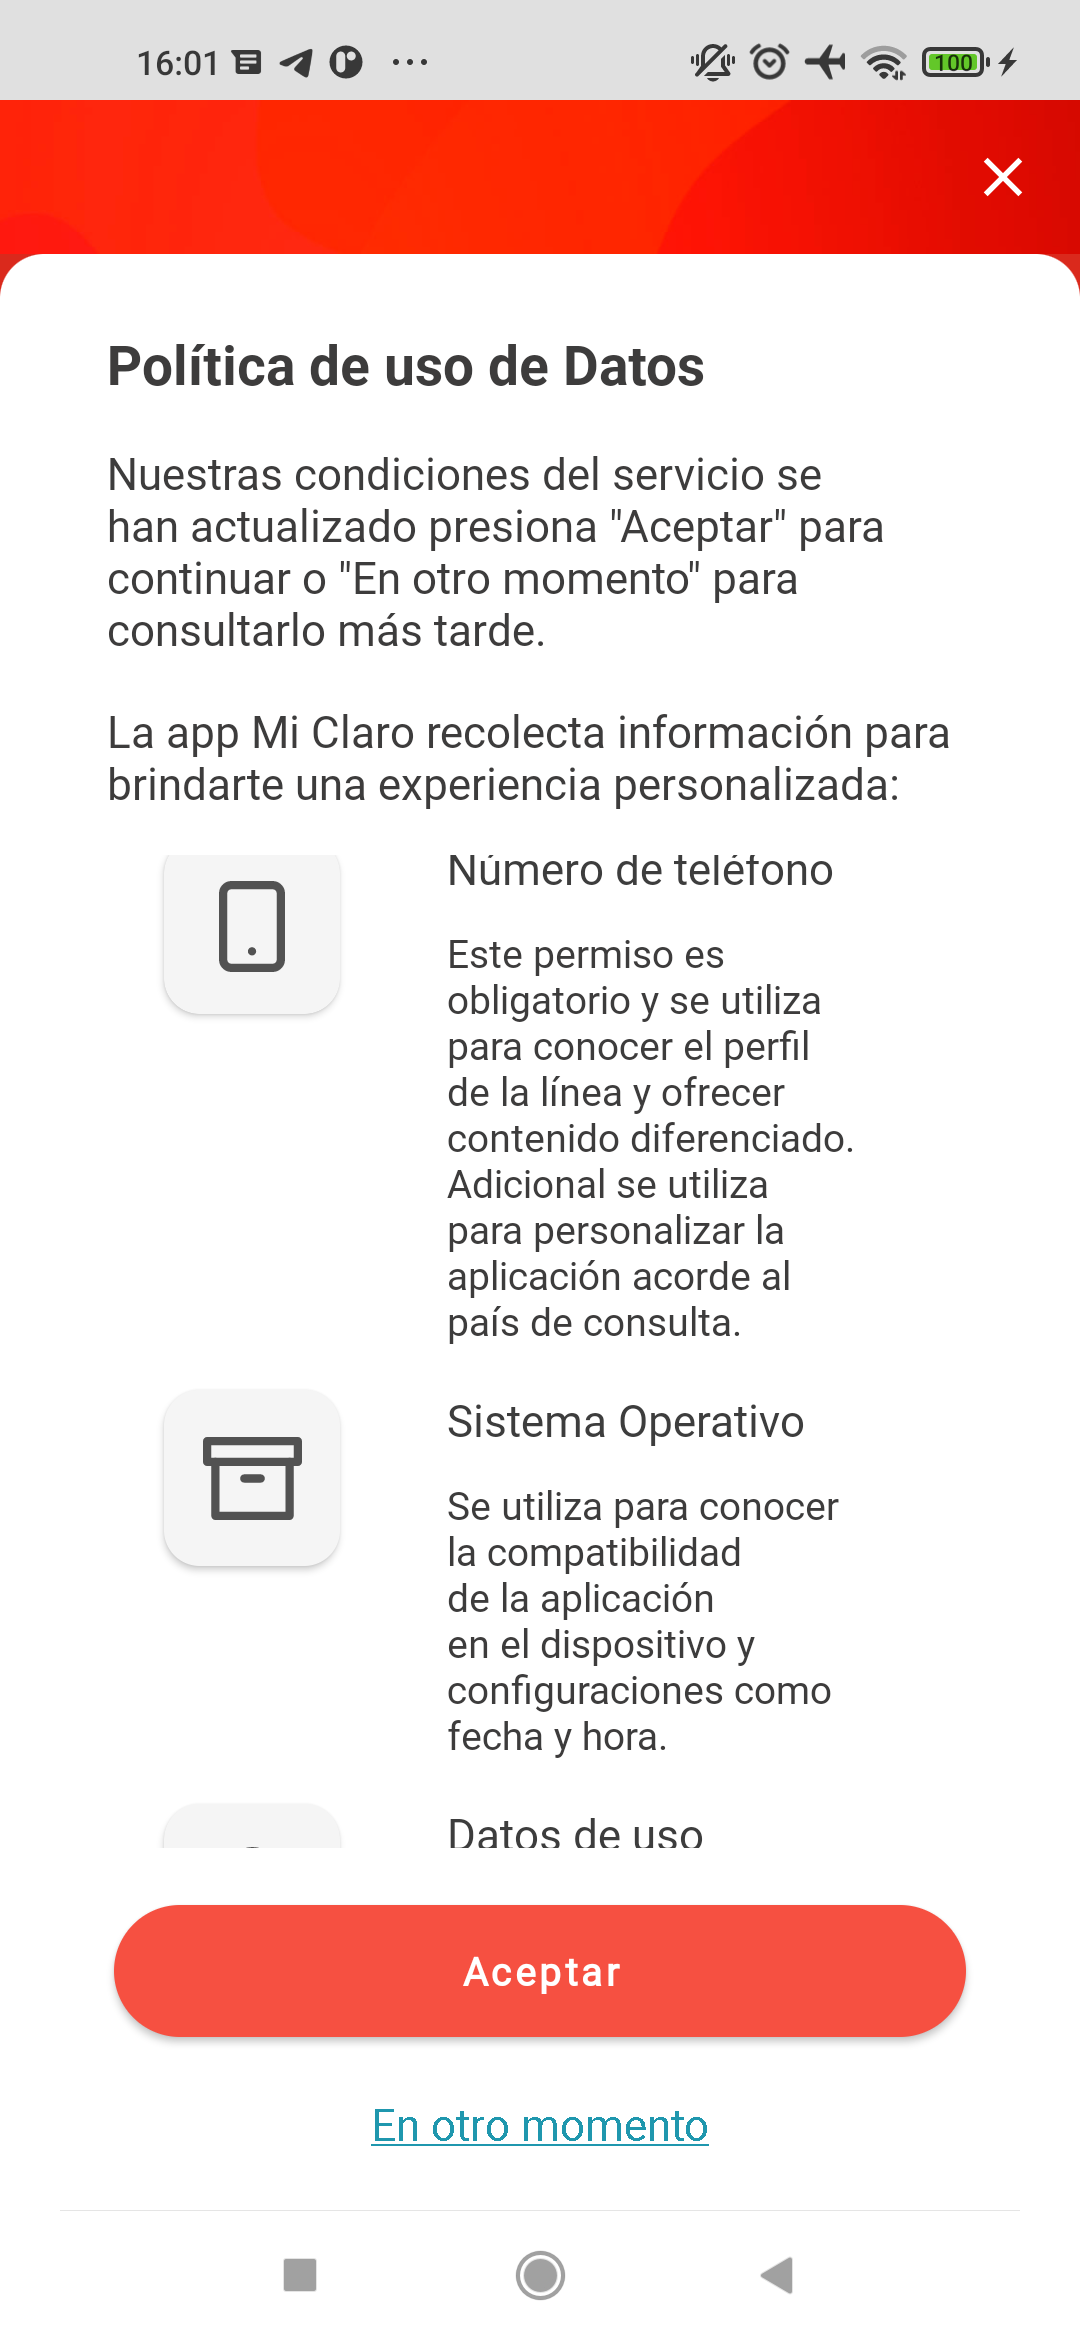 16:01
100
Política de uso de Datos
Nuestras condiciones del servicio se
han actualizado presiona "Aceptar" para
continuar o "En otro momento" para
consultarlo más tarde.
La app Mi Claro recolecta información para
brindarte una experiencia personalizada:
Número de teléfono
Este permiso es
obligatorio y se utiliza
para conocer el perfil
de la línea y ofrecer
contenido diferenciado.
Adicional se utiliza
para personalizar la
aplicación acorde al
país de consulta.
Sistema Operativo
Se utiliza para conocer
la compatibilidad
de la aplicación
en el dispositivo y
configuraciones como
fecha y hora.
Datos de uso
Aceptar
En otro momento